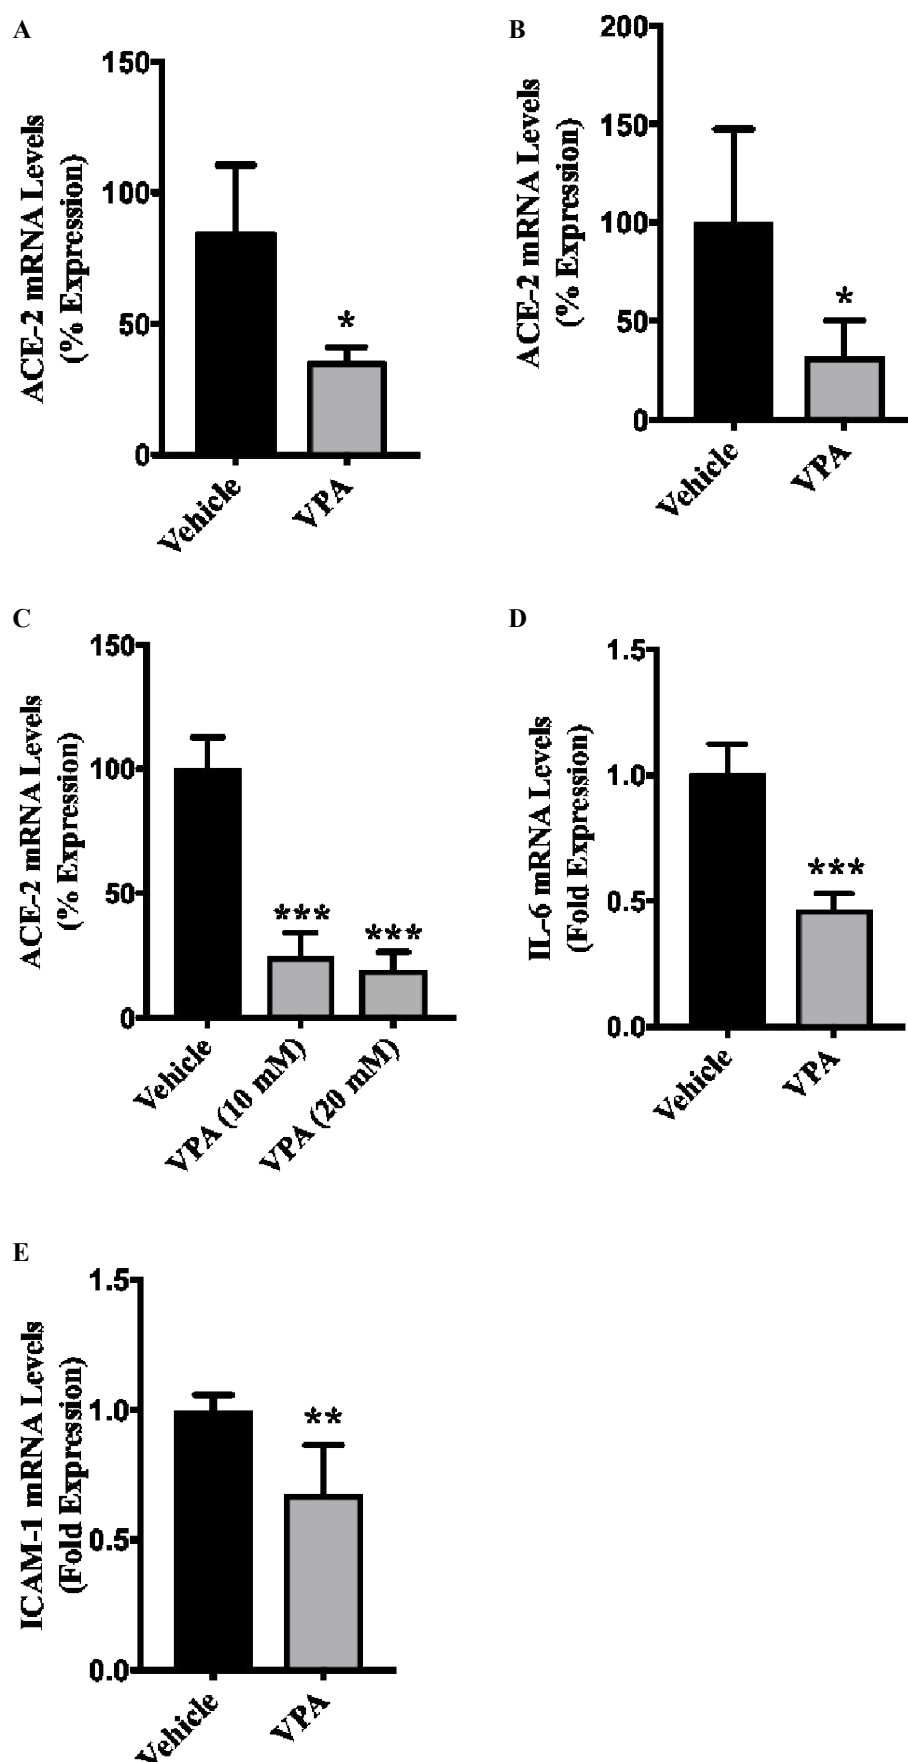 A
ACE-2 mRNA Levels
(% Expression)
150
100
50
0
*
Vehicle
VPA
B
ACE-2 mRNA Levels
(% Expression)
200
150
100
50
0
*
Vehicle
VPA
C
ACE-2 mRNA Levels
(% Expression)
150
100
50
0
***
***
Vehicle
VPA (10 mM)
VPA (20 mM)
D
IL-6 mRNA Levels
(Fold Expression)
1.5
1.0
0.5
0.0
***
Vehicle
VPA
E
ICAM-1 mRNA Levels
(Fold Expression)
1.5
1.0
0.5
0.0
**
Vehicle
VPA